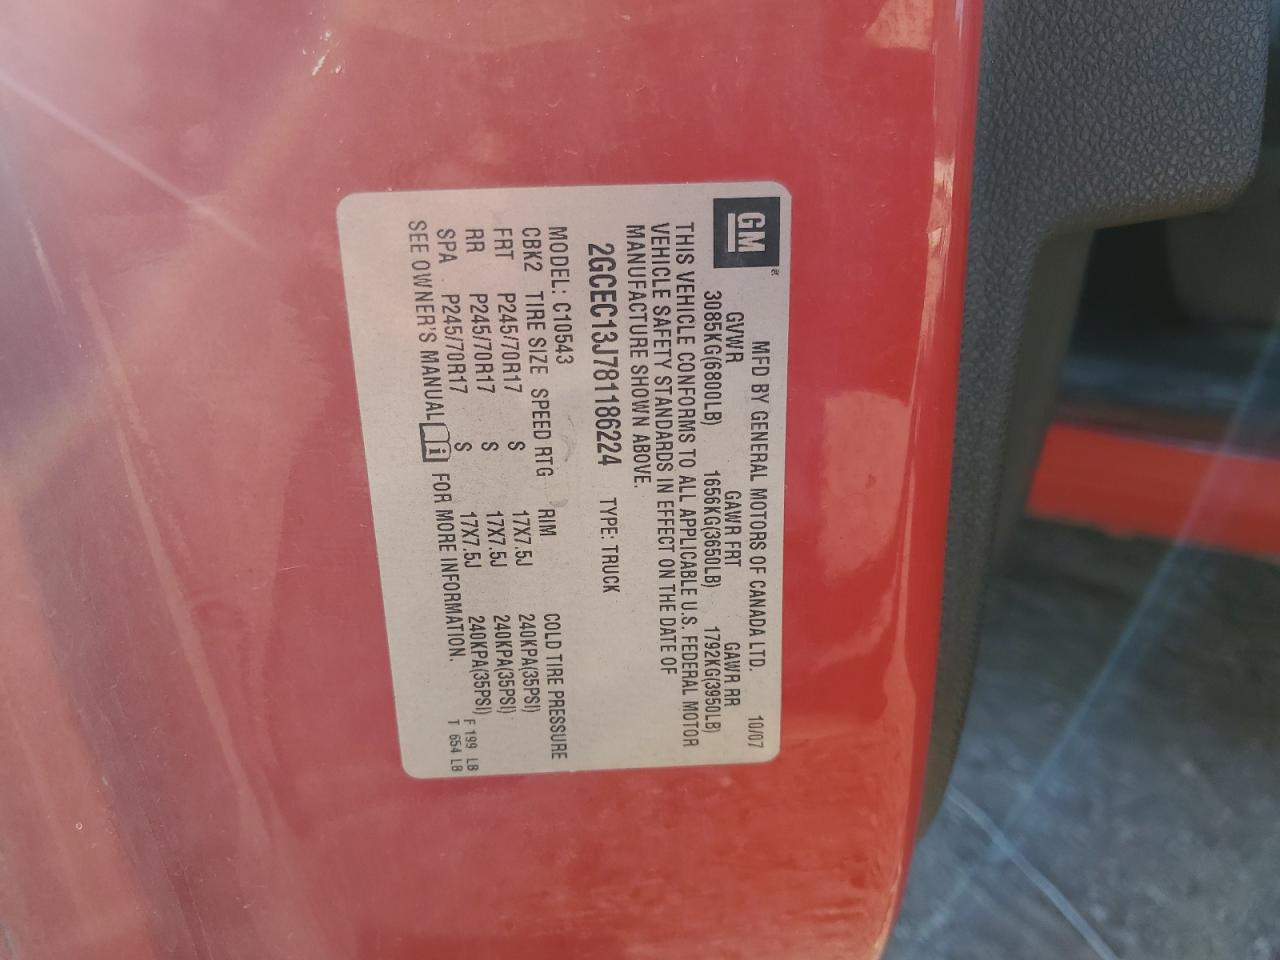 GM®
MFD BY GENERAL MOTORS OF CANADA LTD. 10/07
GVWR GAWR FRT GAWR RR
3085KG(6800LB) 1656KG(3650LB) 1792KG(3950LB)
THIS VEHICLE CONFORMS TO ALL APPLICABLE U.S. FEDERAL MOTOR
VEHICLE SAFETY STANDARDS IN EFFECT ON THE DATE OF
MANUFACTURE SHOWN ABOVE.
2GCEC13J781186224 TYPE: TRUCK
MODEL: C10543
CBK2 TIRE SIZE SPEED RTG RIM COLD TIRE PRESSURE
FRT P245/70R17 S 17X7.5J 240KPA(35PSI)
RR P245/70R17 S 17X7.5J 240KPA(35PSI)
SPA P245/70R17 S 17X7.5J 240KPA(35PSI)
SEE OWNER'S MANUAL i FOR MORE INFORMATION.
F 199 LB
T 654 LB